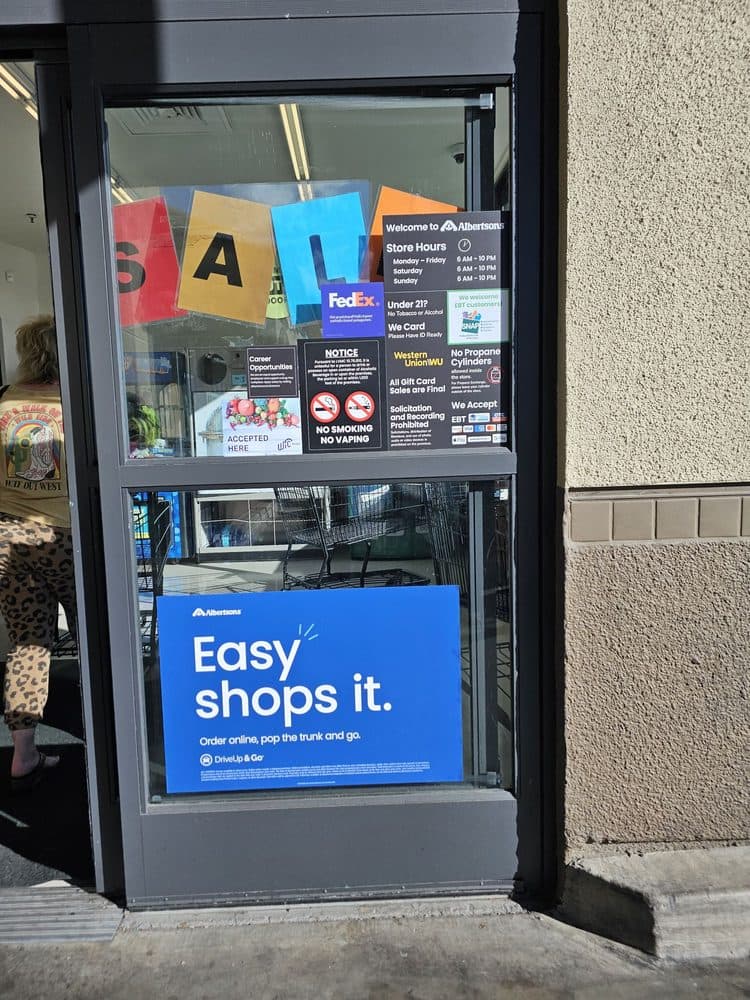 SAL
Welcome to Albertsons
Store Hours
Monday – Friday 6 AM - 10 PM
Saturday 6 AM - 10 PM
Sunday 6 AM - 10 PM
FedEx
Under 21?
No Tobacco or Alcohol
We Card
Please Have ID Ready
We welcome
EBT customers
SNAP
Western
Union WU
All Gift Card
Sales are Final
Solicitation
and Recording
Prohibited
No Propane
Cylinders
allowed inside
the store.
We Accept
EBT
Career
Opportunities
ACCEPTED
HERE
WIC
NOTICE
NO SMOKING
NO VAPING
OUT WEST
Albertsons
Easy
shops it.
Order online, pop the trunk and go.
DriveUp & Go